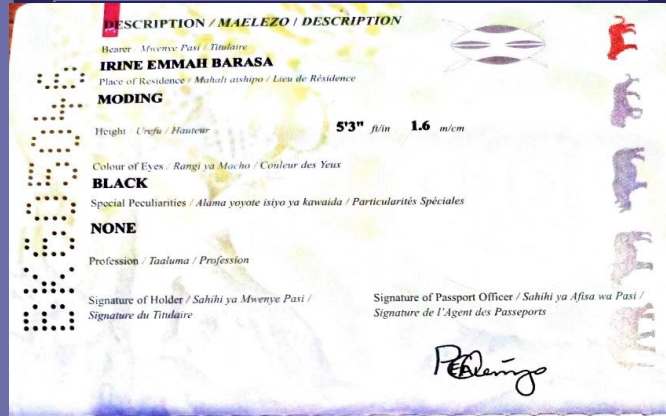 DESCRIPTION / MAELEZO / DESCRIPTION
Bearer / Mwenye Pasi / Titulaire
IRINE EMMAH BARASA
Place of Residence / Mahali aishipo / Lieu de Résidence
MODING
Height / Urefu / Hauteur 5'3" ft/in 1.6 m/cm
Colour of Eyes / Rangi ya Macho / Couleur des Yeux
BLACK
Special Peculiarities / Alama yoyote isiyo ya kawaida / Particularités Spéciales
NONE
Profession / Taaluma / Profession
Signature of Holder / Sahihi ya Mwenye Pasi /
Signature du Titulaire
Signature of Passport Officer / Sahihi ya Afisa wa Pasi /
Signature de l'Agent des Passeports